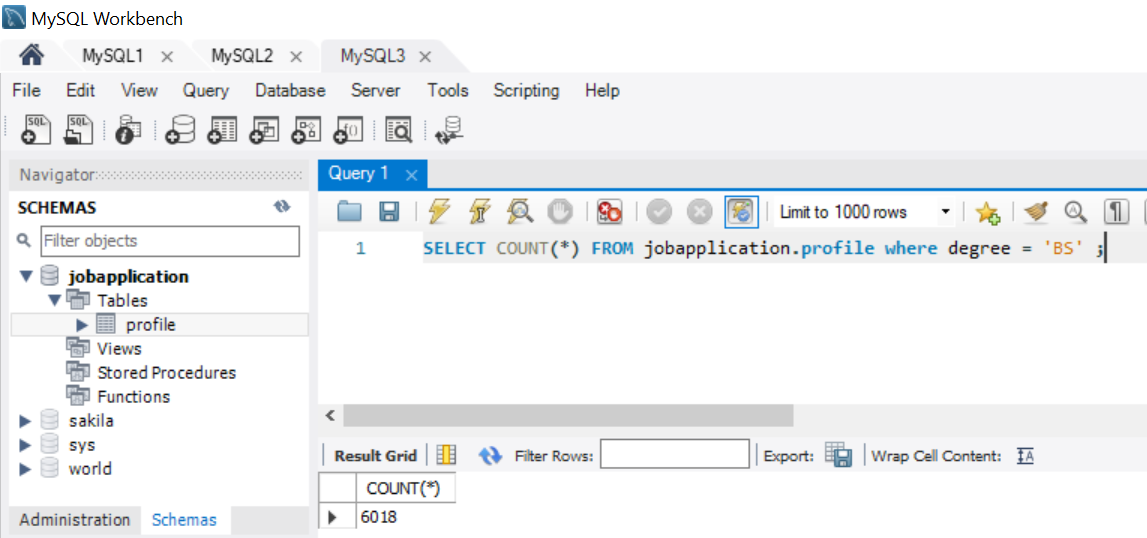 MySQL Workbench
MySQL1 × MySQL2 × MySQL3 ×
File Edit View Query Database Server Tools Scripting Help
SQL SQL
Navigator
Query 1 ×
SCHEMAS
Limit to 1000 rows
Filter objects
1 SELECT COUNT(*) FROM jobapplication.profile where degree = 'BS' ;
jobapplication
Tables
profile
Views
Stored Procedures
Functions
sakila
sys
world
Result Grid Filter Rows: Export: Wrap Cell Content:
COUNT(*)
6018
Administration Schemas